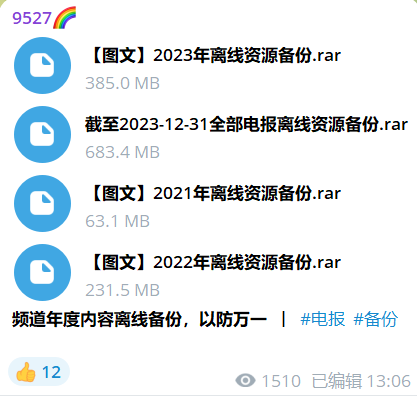 9527🌈
【图文】2023年离线资源备份.rar
385.0 MB
截至2023-12-31全部电报离线资源备份.rar
683.4 MB
【图文】2021年离线资源备份.rar
63.1 MB
【图文】2022年离线资源备份.rar
231.5 MB
频道年度内容离线备份，以防万一 | #电报 #备份
👍 12
1510 已编辑 13:06